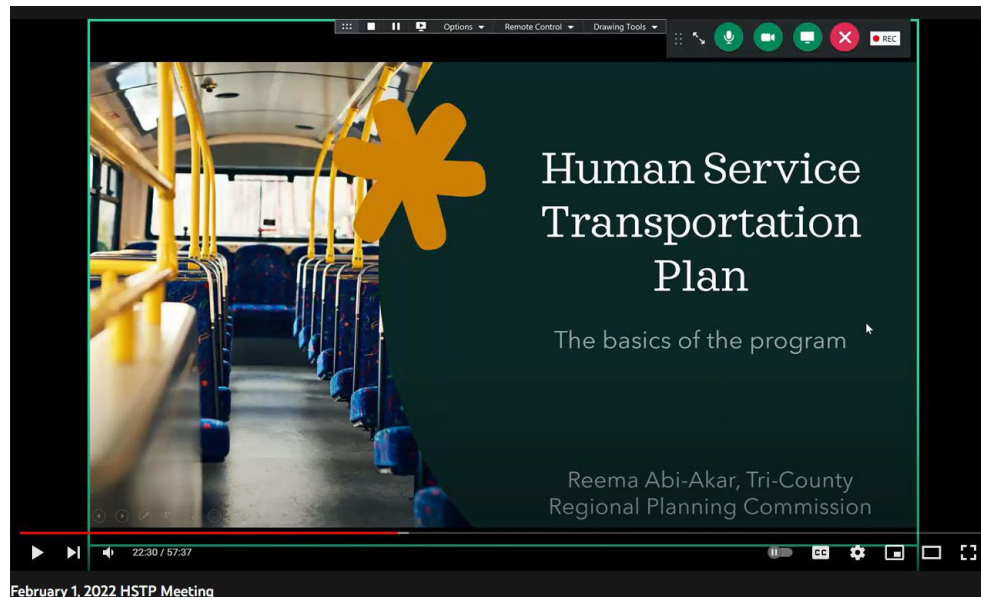 Options Remote Control Drawing Tools
REC
Human Service
Transportation
Plan
The basics of the program
Reema Abi-Akar, Tri-County
Regional Planning Commission
22:30 / 57:37
CC
February 1, 2022 HSTP Meeting